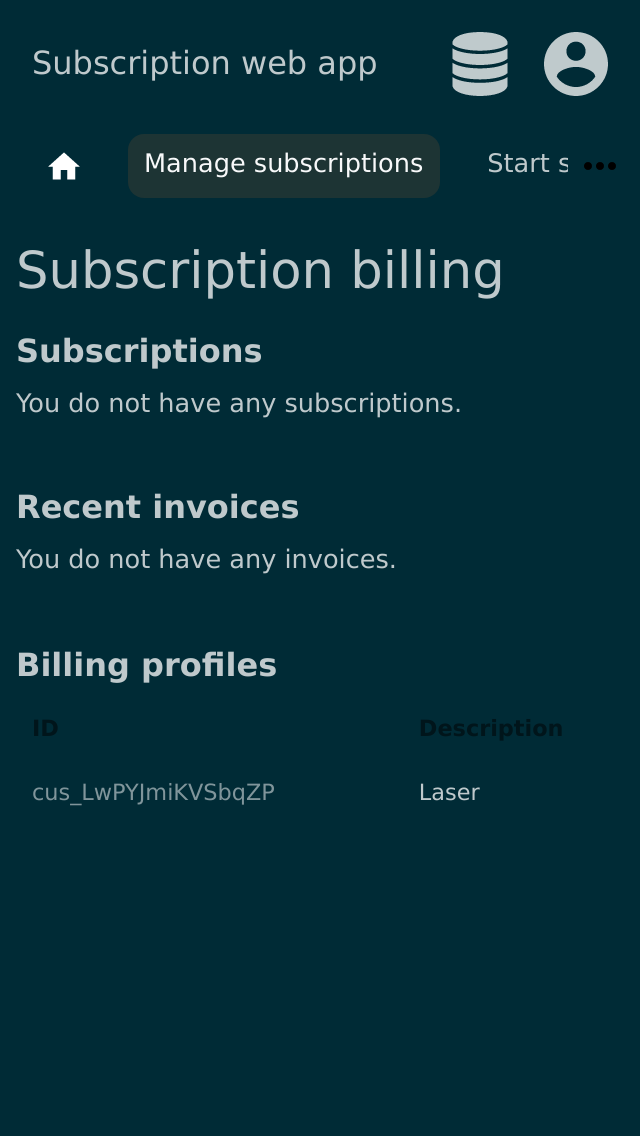 Subscription web app
Manage subscriptions
Start s
Subscription billing
Subscriptions
You do not have any subscriptions.
Recent invoices
You do not have any invoices.
Billing profiles
ID Description
cus_LwPYJmiKVSbqZP Laser